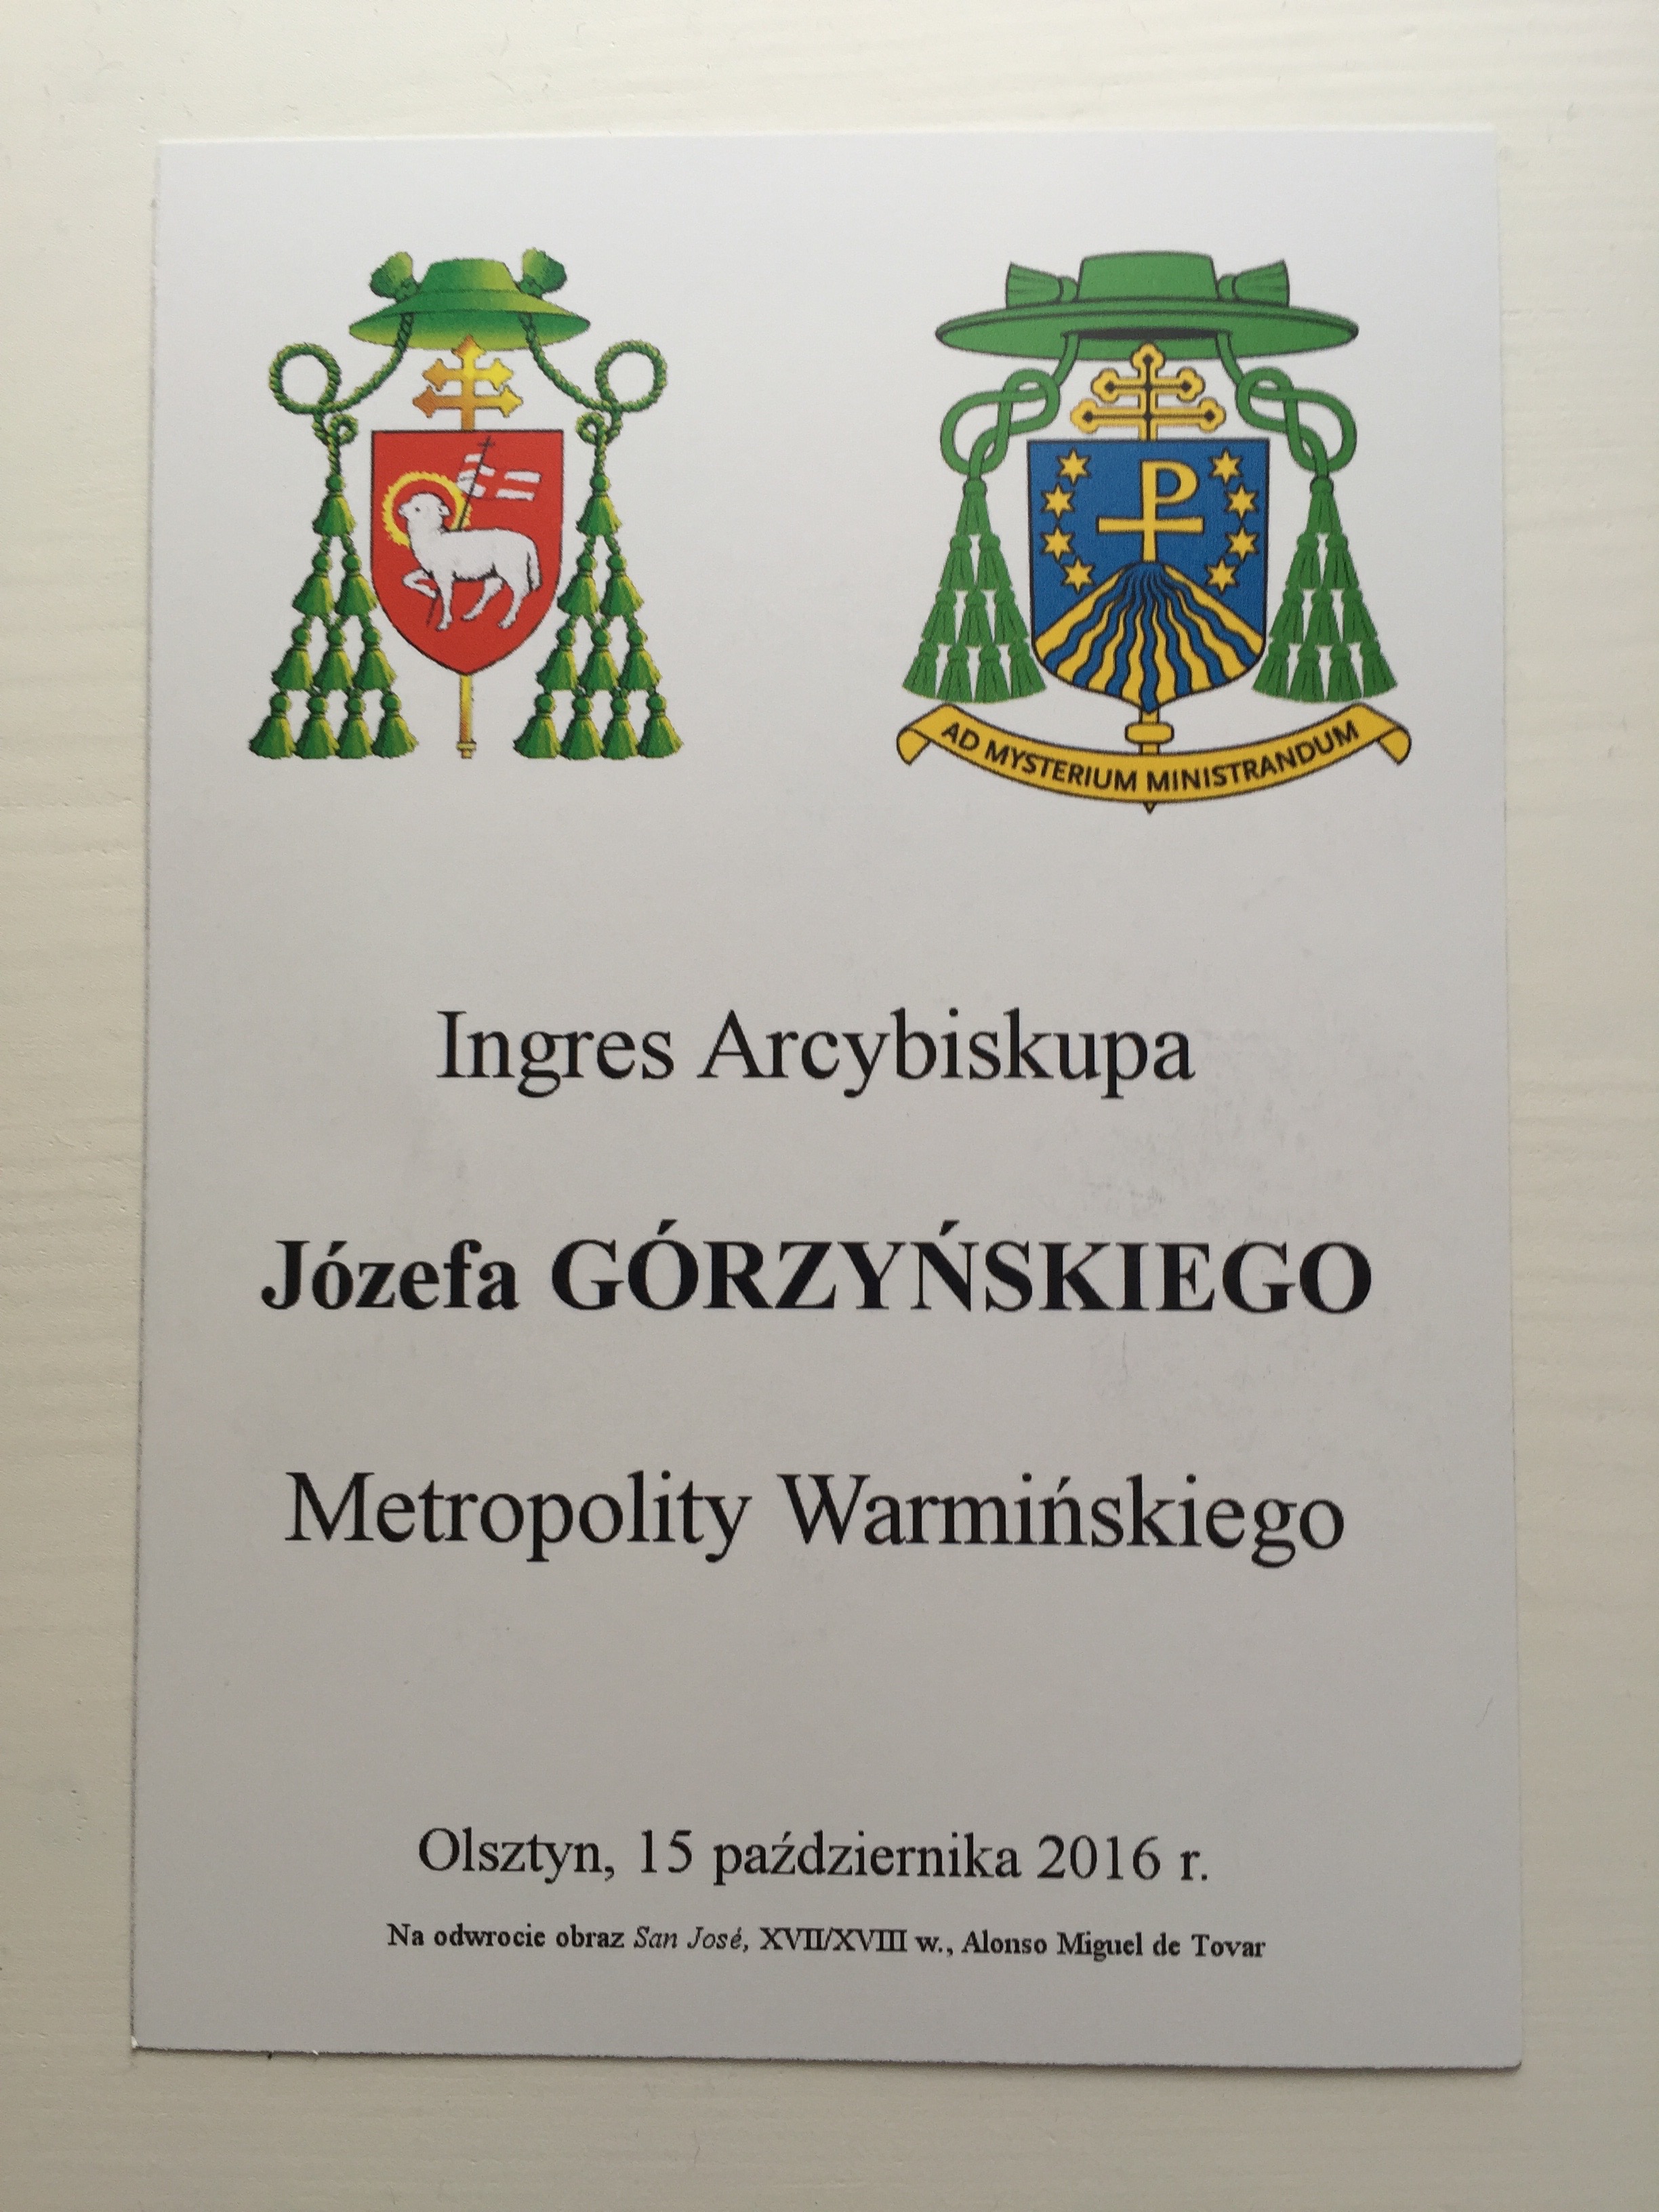 AD MYSTERIUM MINISTRANDUM
Ingres Arcybiskupa
Józefa GÓRZYŃSKIEGO
Metropolity Warmińskiego
Olsztyn, 15 października 2016 r.
Na odwrocie obraz San José, XVII/XVIII w., Alonso Miguel de Tovar